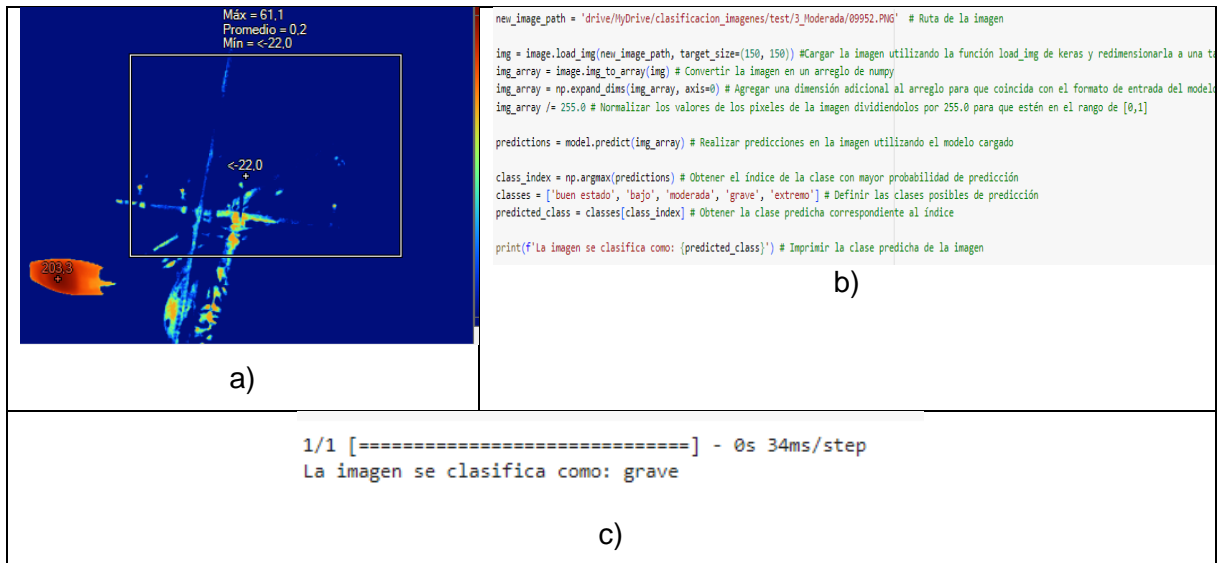 Máx = 61,1
Promedio = 0,2
Mín = <-22,0
<-22,0
203,3
a)
new_image_path = 'drive/MyDrive/clasificacion_imagenes/test/3_Moderada/09952.PNG' # Ruta de la imagen
img = image.load_img(new_image_path, target_size=(150, 150)) #Cargar la imagen utilizando la función load_img de keras y redimensionarla a una ta
img_array = image.img_to_array(img) # Convertir la imagen en un arreglo de numpy
img_array = np.expand_dims(img_array, axis=0) # Agregar una dimensión adicional al arreglo para que coincida con el formato de entrada del modelo
img_array /= 255.0 # Normalizar los valores de los pixeles de la imagen dividiendolos por 255.0 para que estén en el rango de [0,1]
predictions = model.predict(img_array) # Realizar predicciones en la imagen utilizando el modelo cargado
class_index = np.argmax(predictions) # Obtener el índice de la clase con mayor probabilidad de predicción
classes = ['buen estado', 'bajo', 'moderada', 'grave', 'extremo'] # Definir las clases posibles de predicción
predicted_class = classes[class_index] # Obtener la clase predicha correspondiente al índice
print(f'La imagen se clasifica como: {predicted_class}') # Imprimir la clase predicha de la imagen
b)
1/1 [==============================] - 0s 34ms/step
La imagen se clasifica como: grave
c)